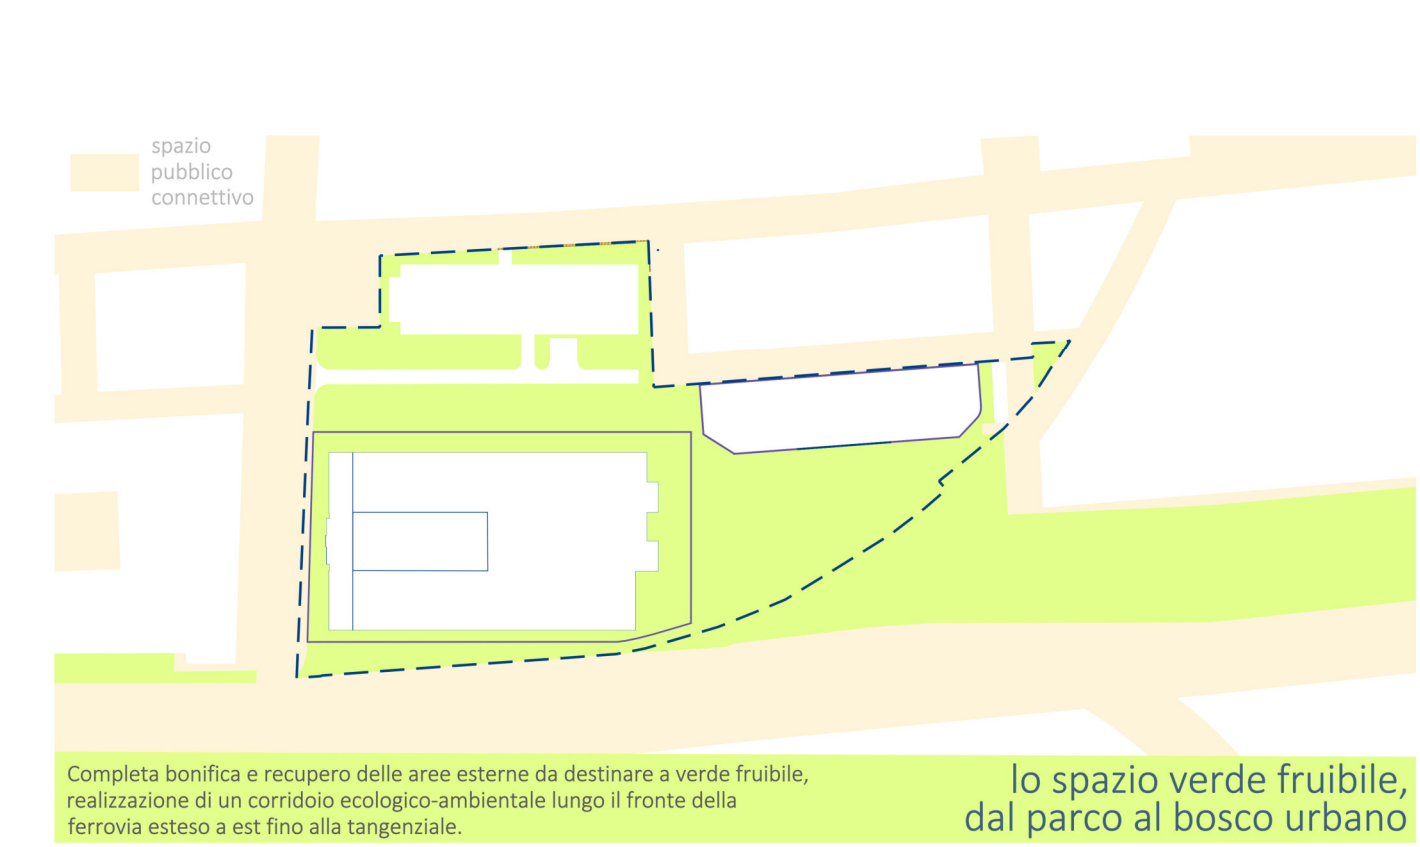 spazio
pubblico
connettivo
Completa bonifica e recupero delle aree esterne da destinare a verde fruibile,
realizzazione di un corridoio ecologico-ambientale lungo il fronte della
ferrovia esteso a est fino alla tangenziale.
lo spazio verde fruibile,
dal parco al bosco urbano